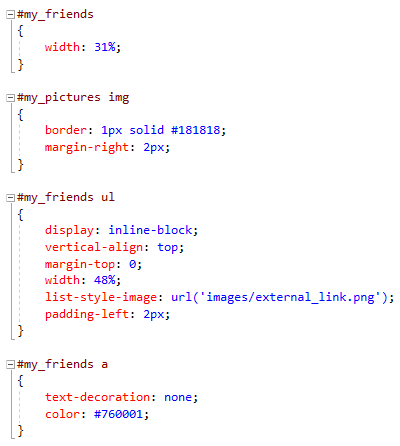 #my_friends
{
width: 31%;
}
#my_pictures img
{
border: 1px solid #181818;
margin-right: 2px;
}
#my_friends ul
{
display: inline-block;
vertical-align: top;
margin-top: 0;
width: 48%;
list-style-image: url('images/external_link.png');
padding-left: 2px;
}
#my_friends a
{
text-decoration: none;
color: #760001;
}